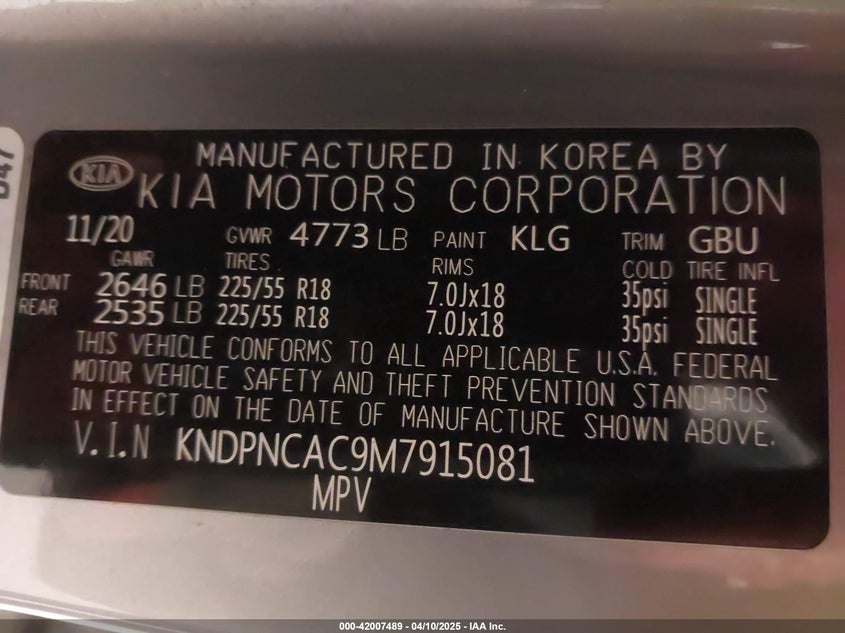 D47
MANUFACTURED IN KOREA BY
KIA KIA MOTORS CORPORATION
11/20 GVWR 4773 LB PAINT KLG TRIM GBU
GAWR TIRES RIMS COLD TIRE INFL
FRONT 2646 LB 225/55 R18 7.0Jx18 35psi SINGLE
REAR 2535 LB 225/55 R18 7.0Jx18 35psi SINGLE
THIS VEHICLE CONFORMS TO ALL APPLICABLE U.S.A. FEDERAL
MOTOR VEHICLE SAFETY AND THEFT PREVENTION STANDARDS
IN EFFECT ON THE DATE OF MANUFACTURE SHOWN ABOVE.
V.I.N KNDPNCAC9M7915081
MPV
000-42007489 - 04/10/2025 - IAA Inc.